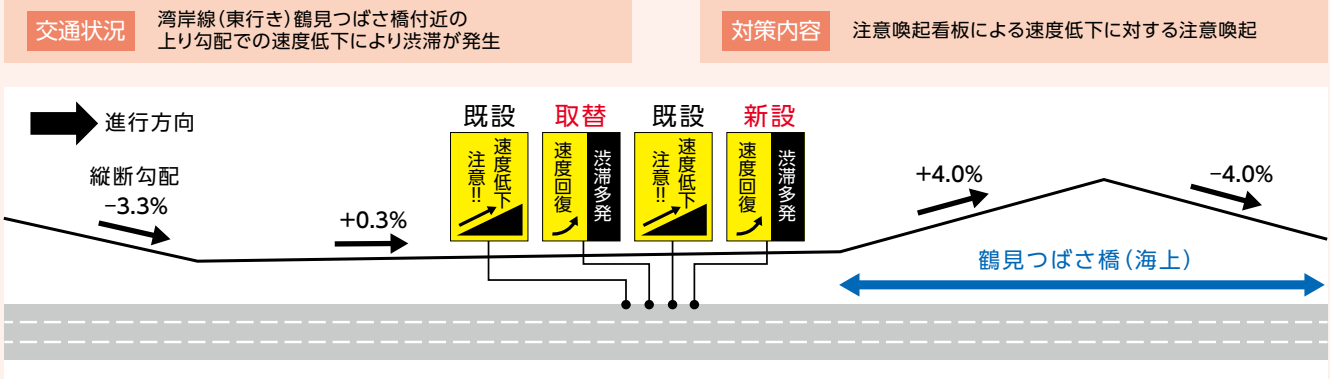 交通状況
湾岸線(東行き)鶴見つばさ橋付近の
上り勾配での速度低下により渋滞が発生
対策内容
注意喚起看板による速度低下に対する注意喚起
進行方向
縦断勾配
-3.3%
+0.3%
既設
速度低下
注意!!
取替
渋滞多発
速度回復
既設
速度低下
注意!!
新設
渋滞多発
速度回復
+4.0%
-4.0%
鶴見つばさ橋(海上)